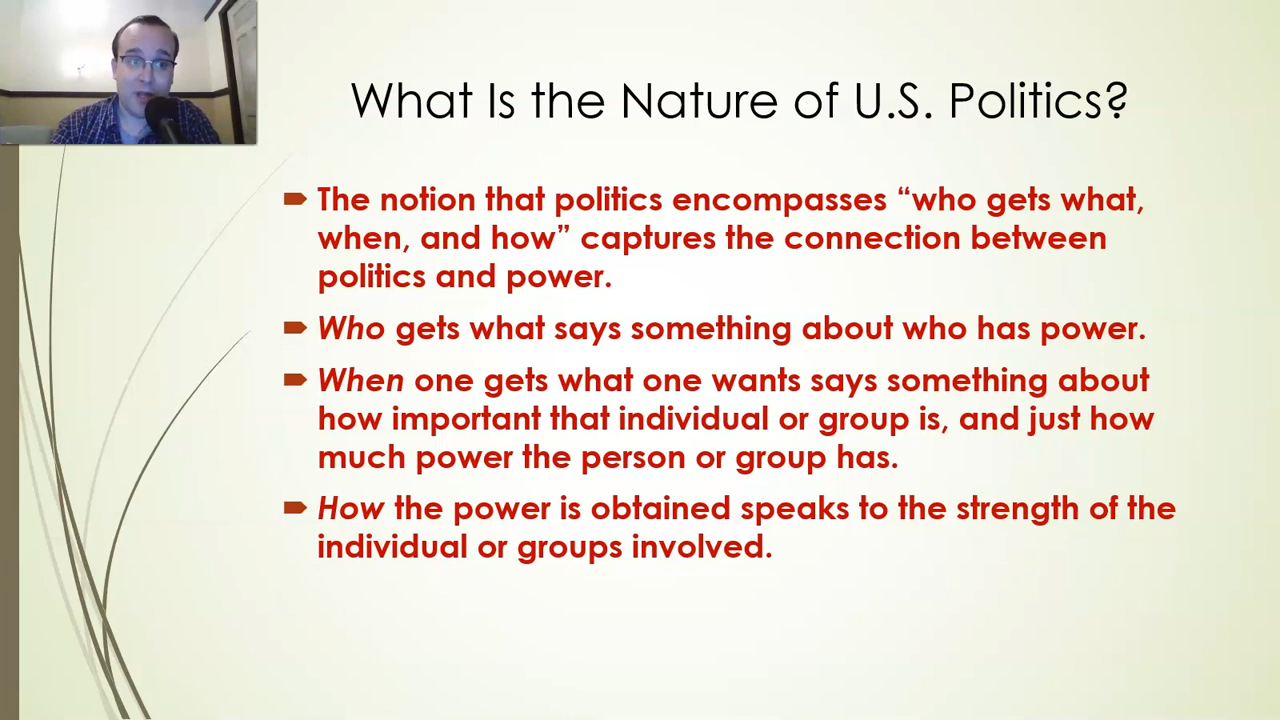 What Is the Nature of U.S. Politics?
The notion that politics encompasses “who gets what,
when, and how” captures the connection between
politics and power.
Who gets what says something about who has power.
When one gets what one wants says something about
how important that individual or group is, and just how
much power the person or group has.
How the power is obtained speaks to the strength of the
individual or groups involved.